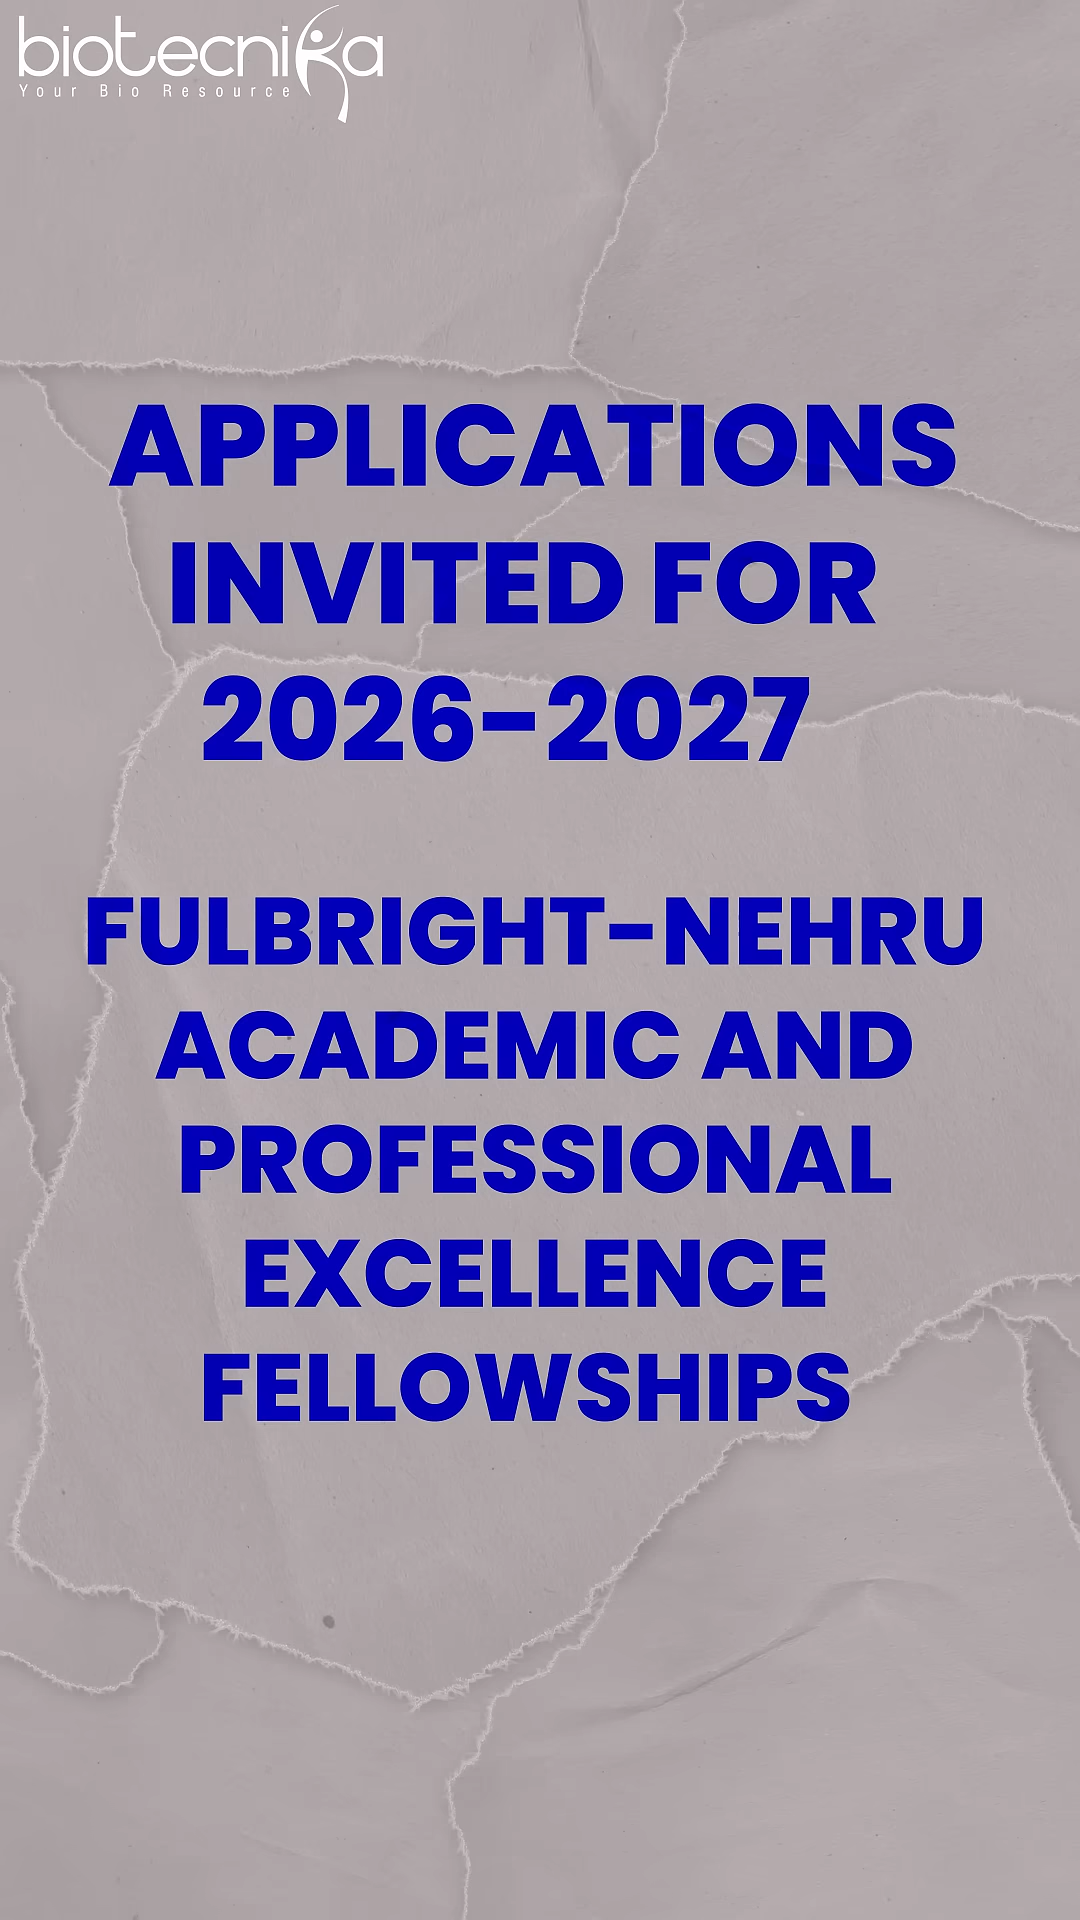 biotecnika
Your Bio Resource
APPLICATIONS
INVITED FOR
2026-2027
FULBRIGHT-NEHRU
ACADEMIC AND
PROFESSIONAL
EXCELLENCE
FELLOWSHIPS